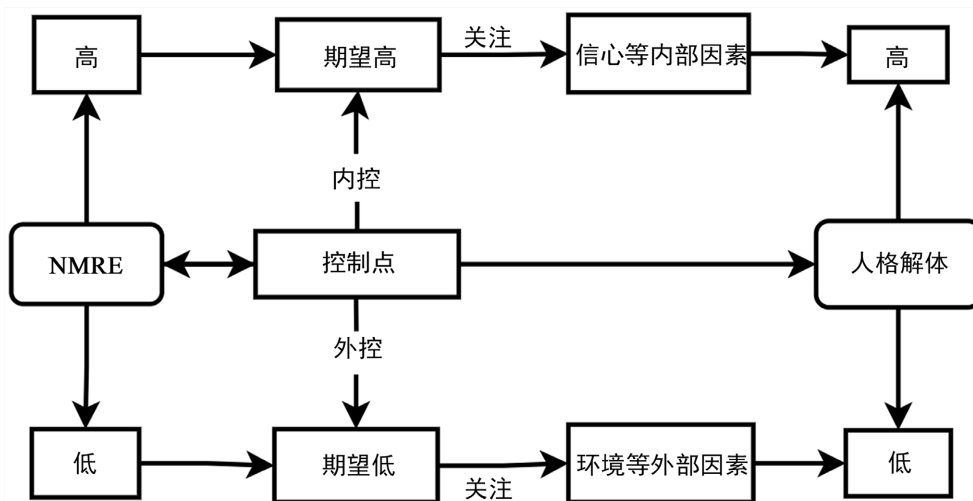 关注
高
期望高
信心等内部因素
高
内控
NMRE
控制点
人格解体
外控
低
期望低
环境等外部因素
低
关注